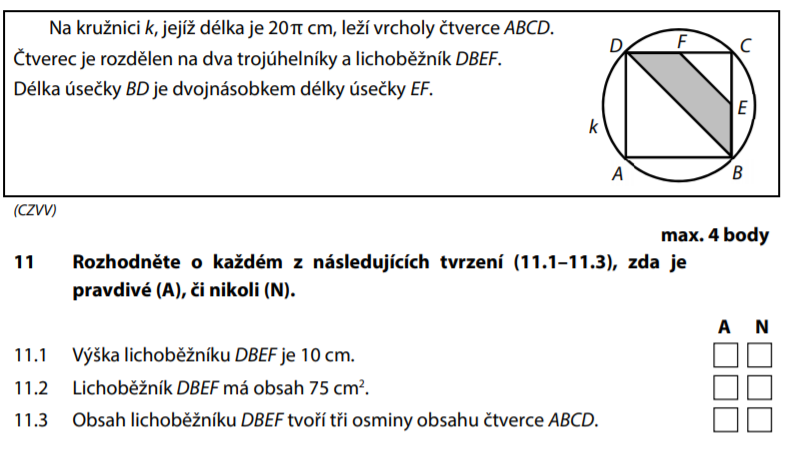 Na kružnici k, jejíž délka je 20π cm, leží vrcholy čtverce ABCD.
Čtverec je rozdělen na dva trojúhelníky a lichoběžník DBEF.
Délka úsečky BD je dvojnásobkem délky úsečky EF.
D
F
C
E
k
A
B
(CZVV)
max. 4 body
11 Rozhodněte o každém z následujících tvrzení (11.1–11.3), zda je
pravdivé (A), či nikoli (N).
A N
11.1 Výška lichoběžníku DBEF je 10 cm.
11.2 Lichoběžník DBEF má obsah 75 cm².
11.3 Obsah lichoběžníku DBEF tvoří tři osminy obsahu čtverce ABCD.